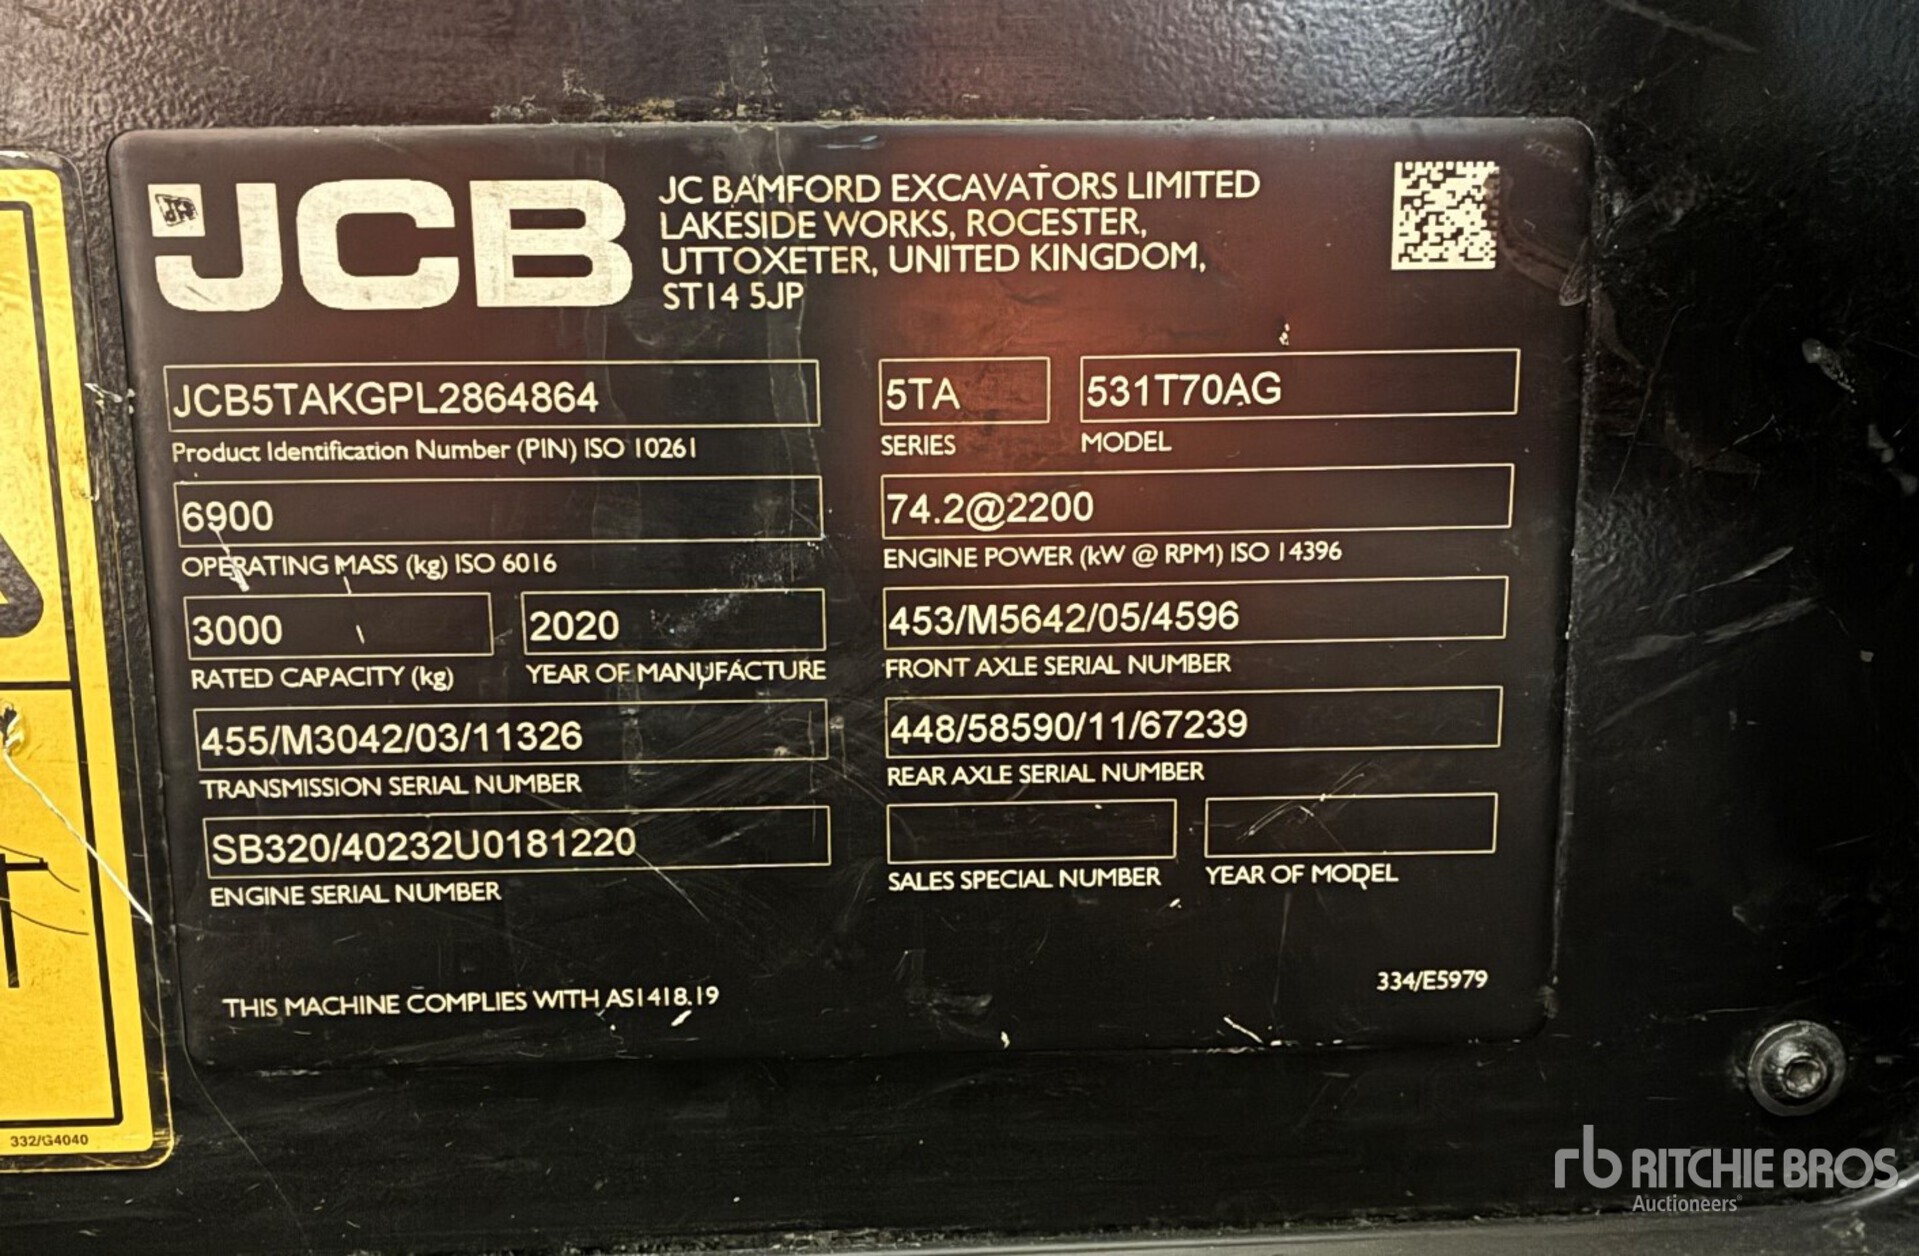 JCB
JC BAMFORD EXCAVATORS LIMITED
LAKESIDE WORKS, ROCESTER,
UTTOXETER, UNITED KINGDOM,
ST14 5JP
JCB5TAKGPL2864864
Product Identification Number (PIN) ISO 10261
5TA
SERIES
531T70AG
MODEL
6900
OPERATING MASS (kg) ISO 6016
74.2@2200
ENGINE POWER (kW @ RPM) ISO 14396
3000
RATED CAPACITY (kg)
2020
YEAR OF MANUFACTURE
453/M5642/05/4596
FRONT AXLE SERIAL NUMBER
455/M3042/03/11326
TRANSMISSION SERIAL NUMBER
448/58590/11/67239
REAR AXLE SERIAL NUMBER
SB320/40232U0181220
ENGINE SERIAL NUMBER
SALES SPECIAL NUMBER
YEAR OF MODEL
THIS MACHINE COMPLIES WITH AS1418.19
334/E5979
332/G4040
rb RITCHIE BROS.
Auctioneers